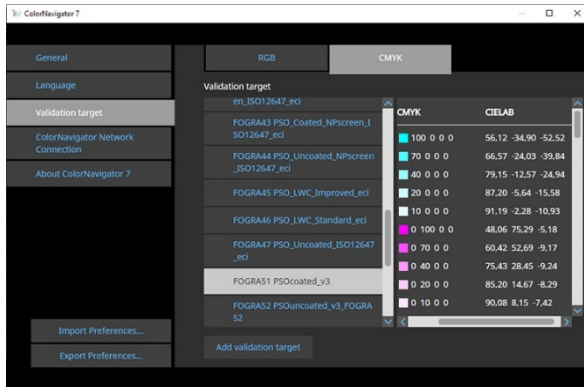 ColorNavigator 7
General
Language
Validation target
ColorNavigator Network
Connection
About ColorNavigator 7
Import Preferences...
Export Preferences...
RGB
CMYK
Validation target
en_ISO12647_eci
FOGRA43 PSO_Coated_NPscreen_I
SO12647_eci
FOGRA44 PSO_Uncoated_NPscreen
_ISO12647_eci
FOGRA45 PSO_LWC_Improved_eci
FOGRA46 PSO_LWC_Standard_eci
FOGRA47 PSO_Uncoated_ISO12647
_eci
FOGRA51 PSOcoated_v3
FOGRA52 PSOuncoated_v3_FOGRA
52
Add validation target
CMYK CIELAB
100 0 0 0 56,12 -34,90 -52,52
70 0 0 0 66,57 -24,03 -39,84
40 0 0 0 79,15 -12,57 -24,94
20 0 0 0 87,20 -5,64 -15,58
10 0 0 0 91,19 -2,28 -10,93
0 100 0 0 48,06 75,29 -5,18
0 70 0 0 60,42 52,69 -9,17
0 40 0 0 75,43 28,45 -9,24
0 20 0 0 85,20 14,67 -8,29
0 10 0 0 90,08 8,15 -7,42